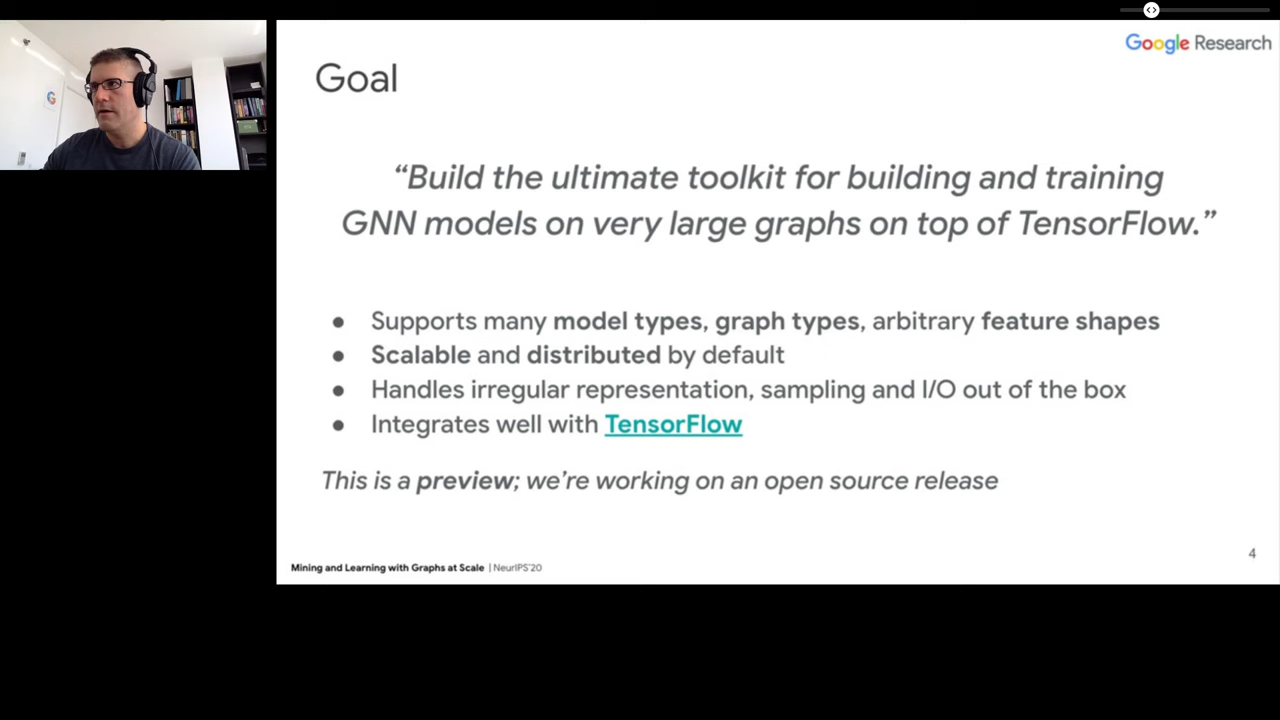 Google Research
Goal
“Build the ultimate toolkit for building and training
GNN models on very large graphs on top of TensorFlow.”
● Supports many model types, graph types, arbitrary feature shapes
● Scalable and distributed by default
● Handles irregular representation, sampling and I/O out of the box
● Integrates well with TensorFlow
This is a preview; we’re working on an open source release
4
Mining and Learning with Graphs at Scale | NeurIPS'20